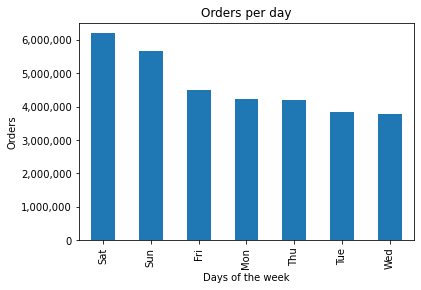 Orders per day
Orders
6,000,000
5,000,000
4,000,000
3,000,000
2,000,000
1,000,000
0
Sat
Sun
Fri
Mon
Thu
Tue
Wed
Days of the week